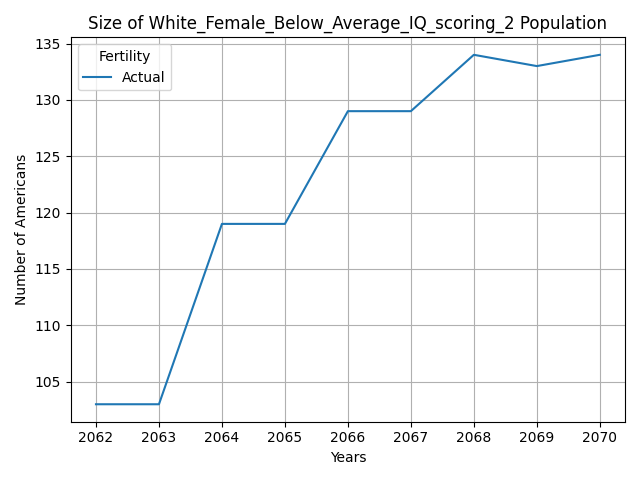 Size of White_Female_Below_Average_IQ_scoring_2 Population
Fertility
Actual
135
130
125
120
115
110
105
Number of Americans
2062 2063 2064 2065 2066 2067 2068 2069 2070
Years